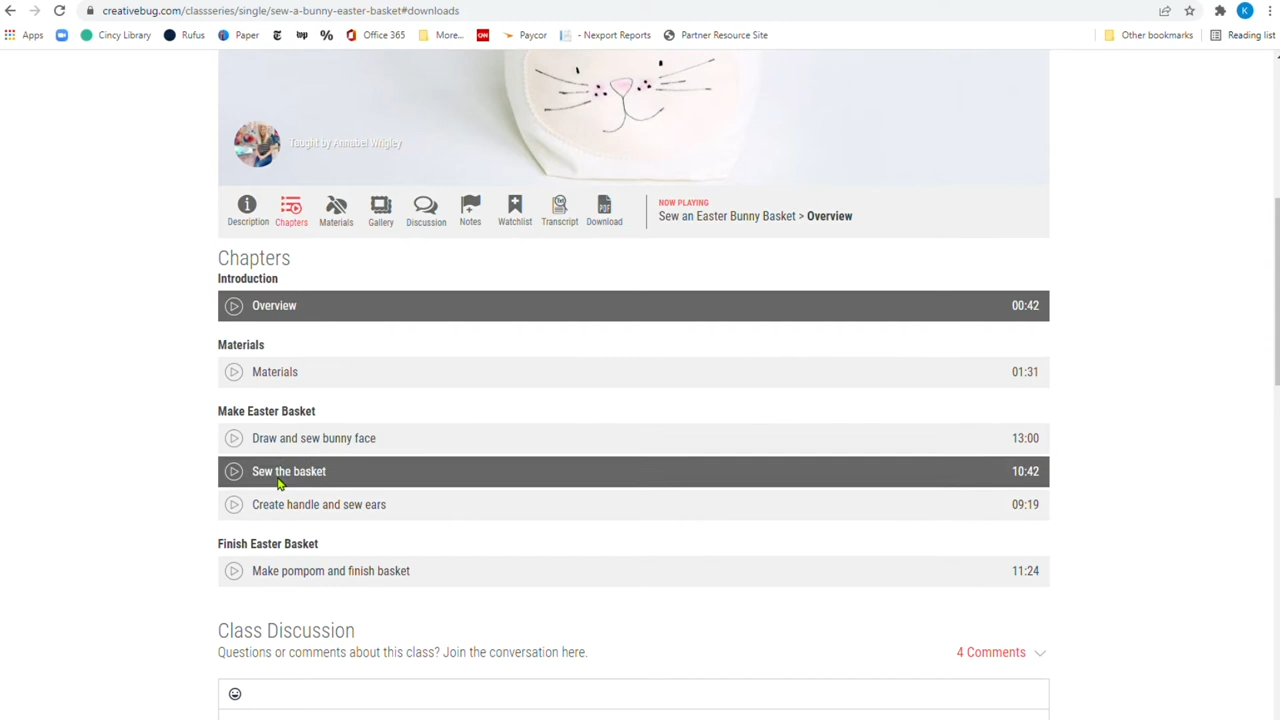 creativebug.com/classseries/single/sew-a-bunny-easter-basket#downloads
K
Apps Cincy Library Rufus Paper wp % Office 365 More... CNN Paycor - Nexport Reports Partner Resource Site Other bookmarks Reading list
Taught by Annabel Wrigley
Description Chapters Materials Gallery Discussion Notes Watchlist Transcript PDF Download
NOW PLAYING
Sew an Easter Bunny Basket > Overview
Chapters
Introduction
Overview 00:42
Materials
Materials 01:31
Make Easter Basket
Draw and sew bunny face 13:00
Sew the basket 10:42
Create handle and sew ears 09:19
Finish Easter Basket
Make pompom and finish basket 11:24
Class Discussion
Questions or comments about this class? Join the conversation here. 4 Comments